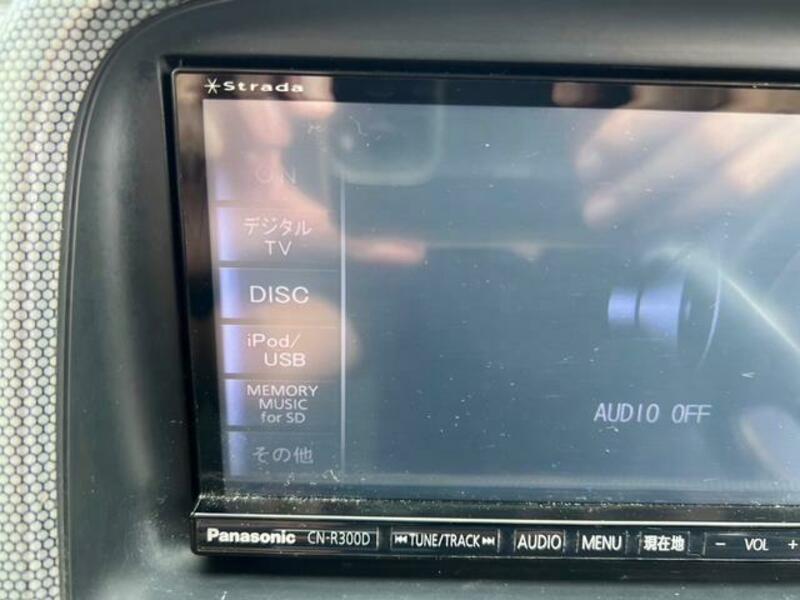 Strada
ON
デジタル
TV
DISC
iPod/
USB
MEMORY
MUSIC
for SD
その他
AUDIO OFF
Panasonic CN-R300D TUNE/TRACK AUDIO MENU 現在地 − VOL +